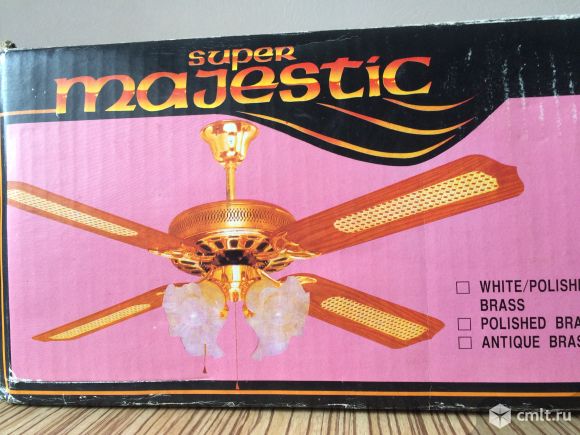 super
majestic
WHITE/POLISHE
BRASS
POLISHED BRA
ANTIQUE BRAS
cmlt.ru